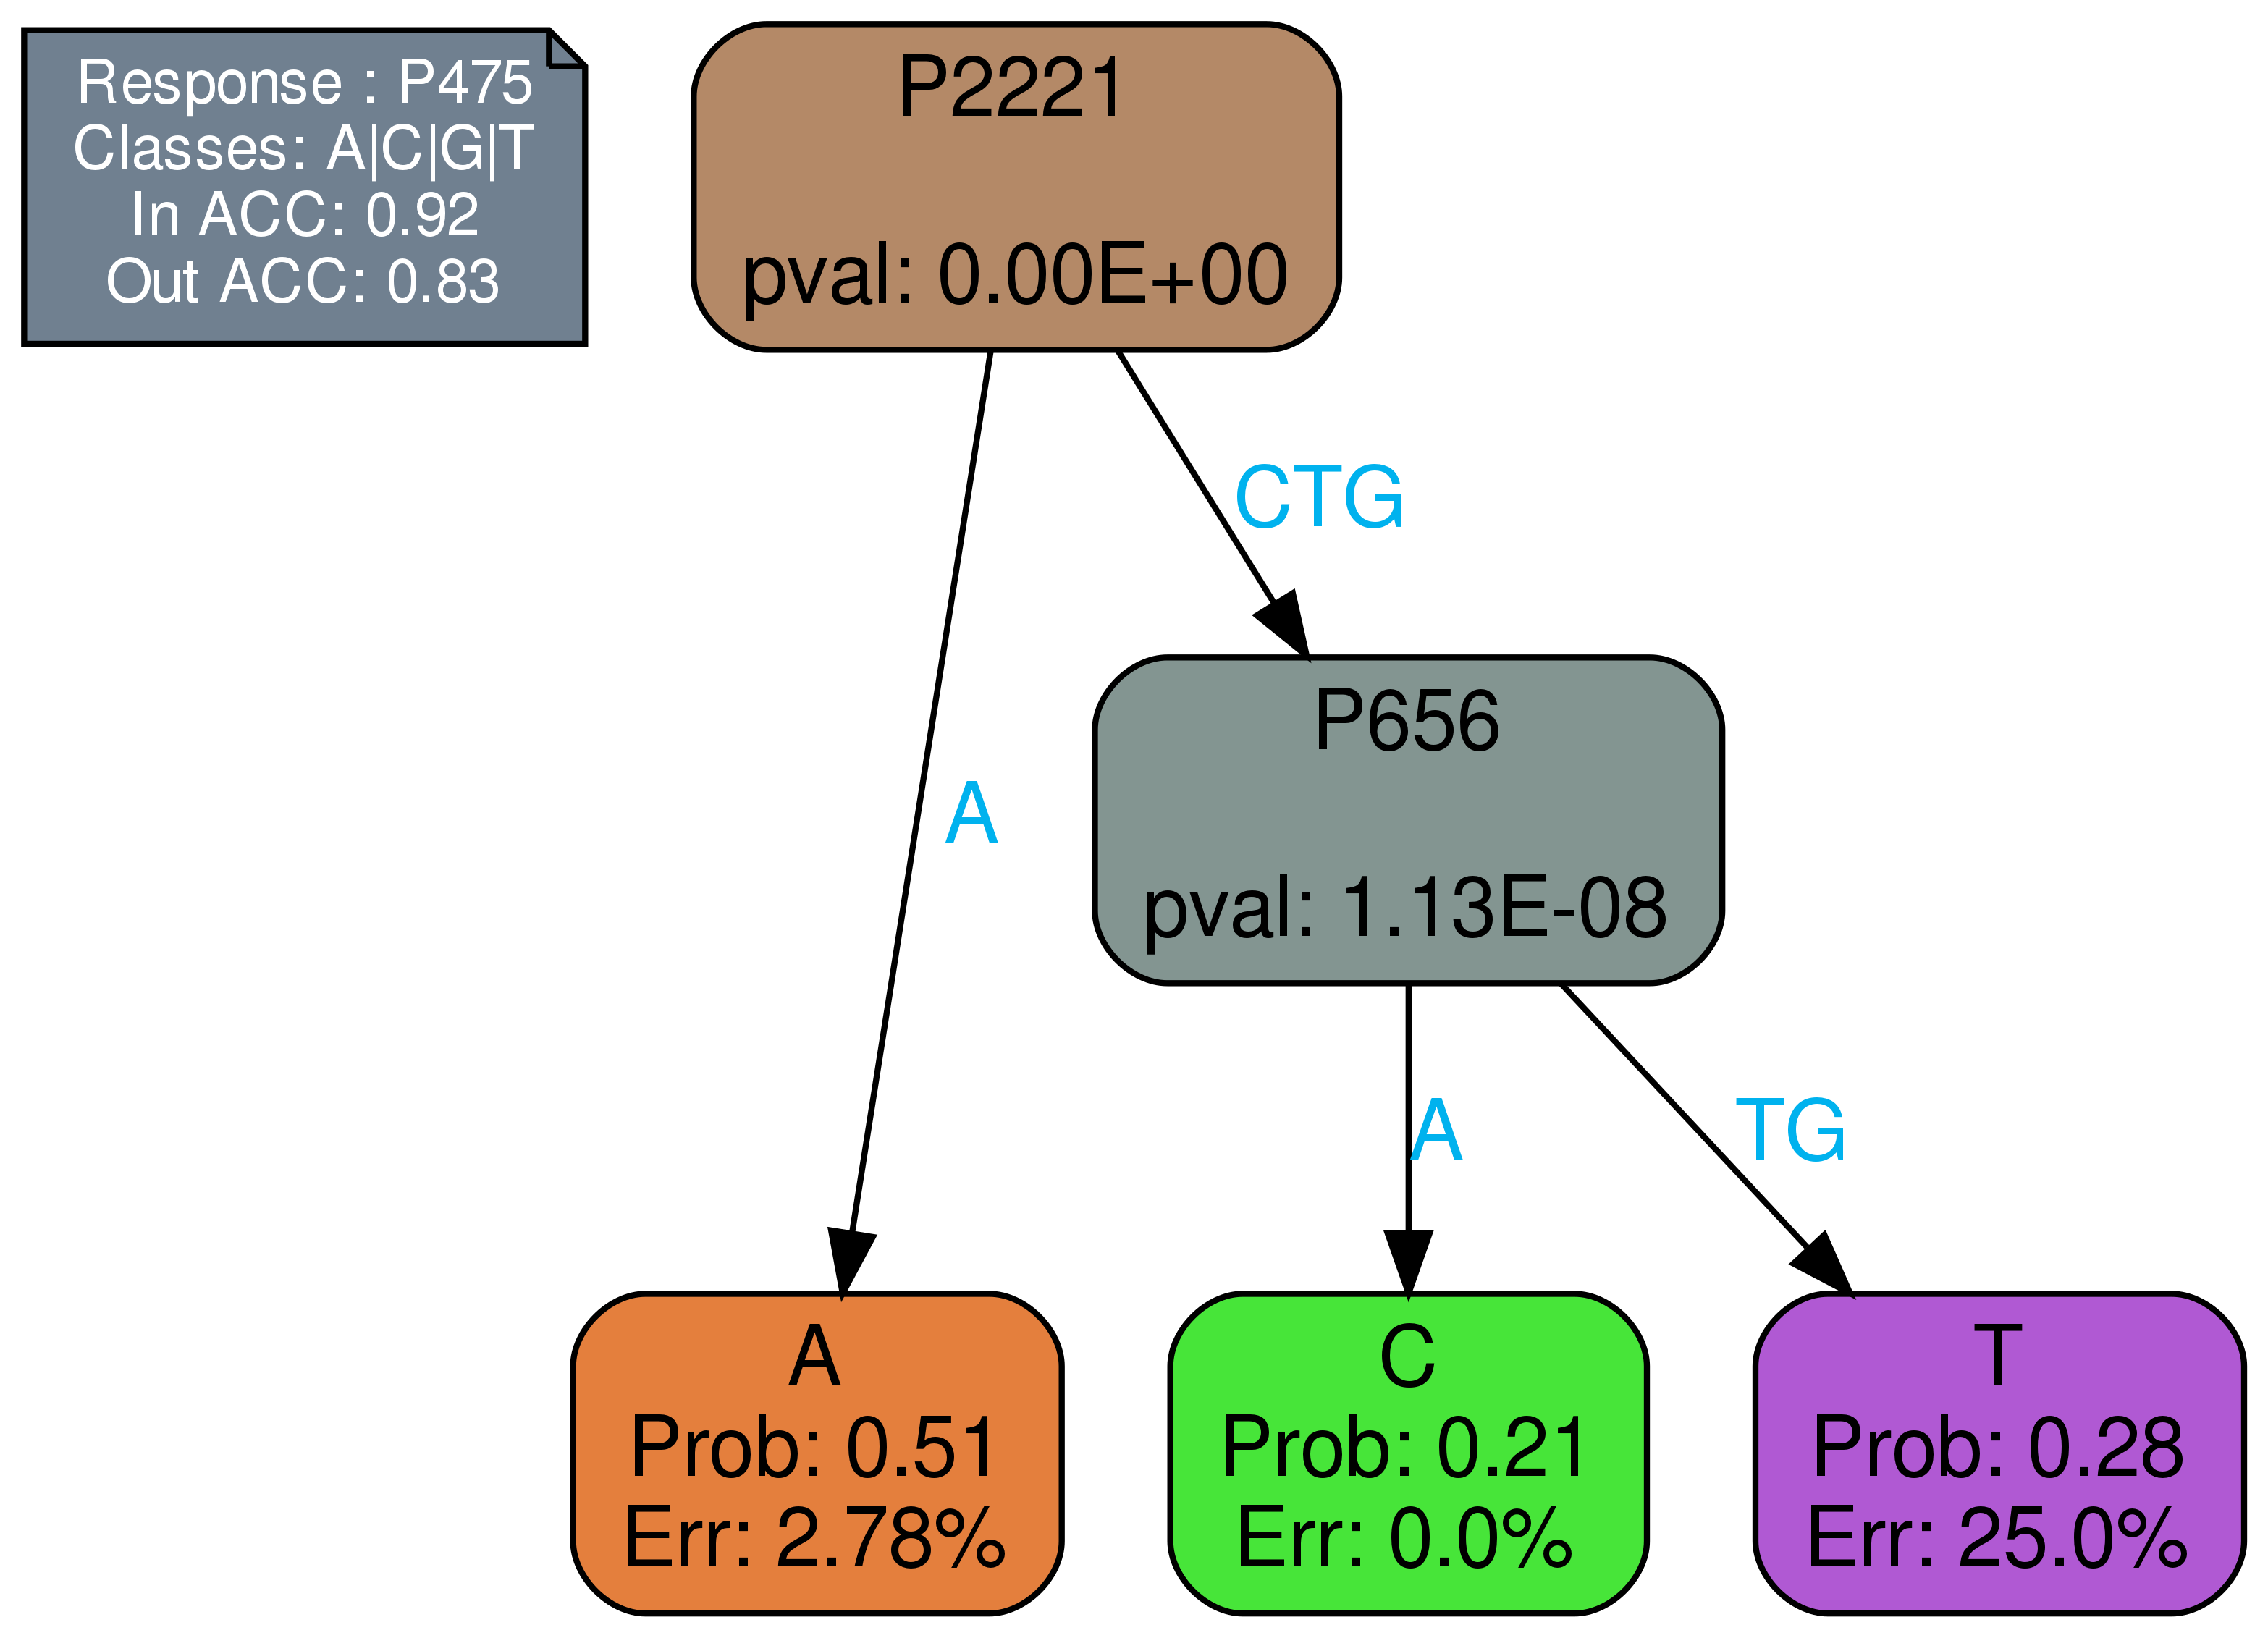 Response : P475
Classes: A|C|G|T
In ACC: 0.92
Out ACC: 0.83
P2221
pval: 0.00E+00
CTG
A
P656
pval: 1.13E-08
A
TG
A
Prob: 0.51
Err: 2.78%
C
Prob: 0.21
Err: 0.0%
T
Prob: 0.28
Err: 25.0%